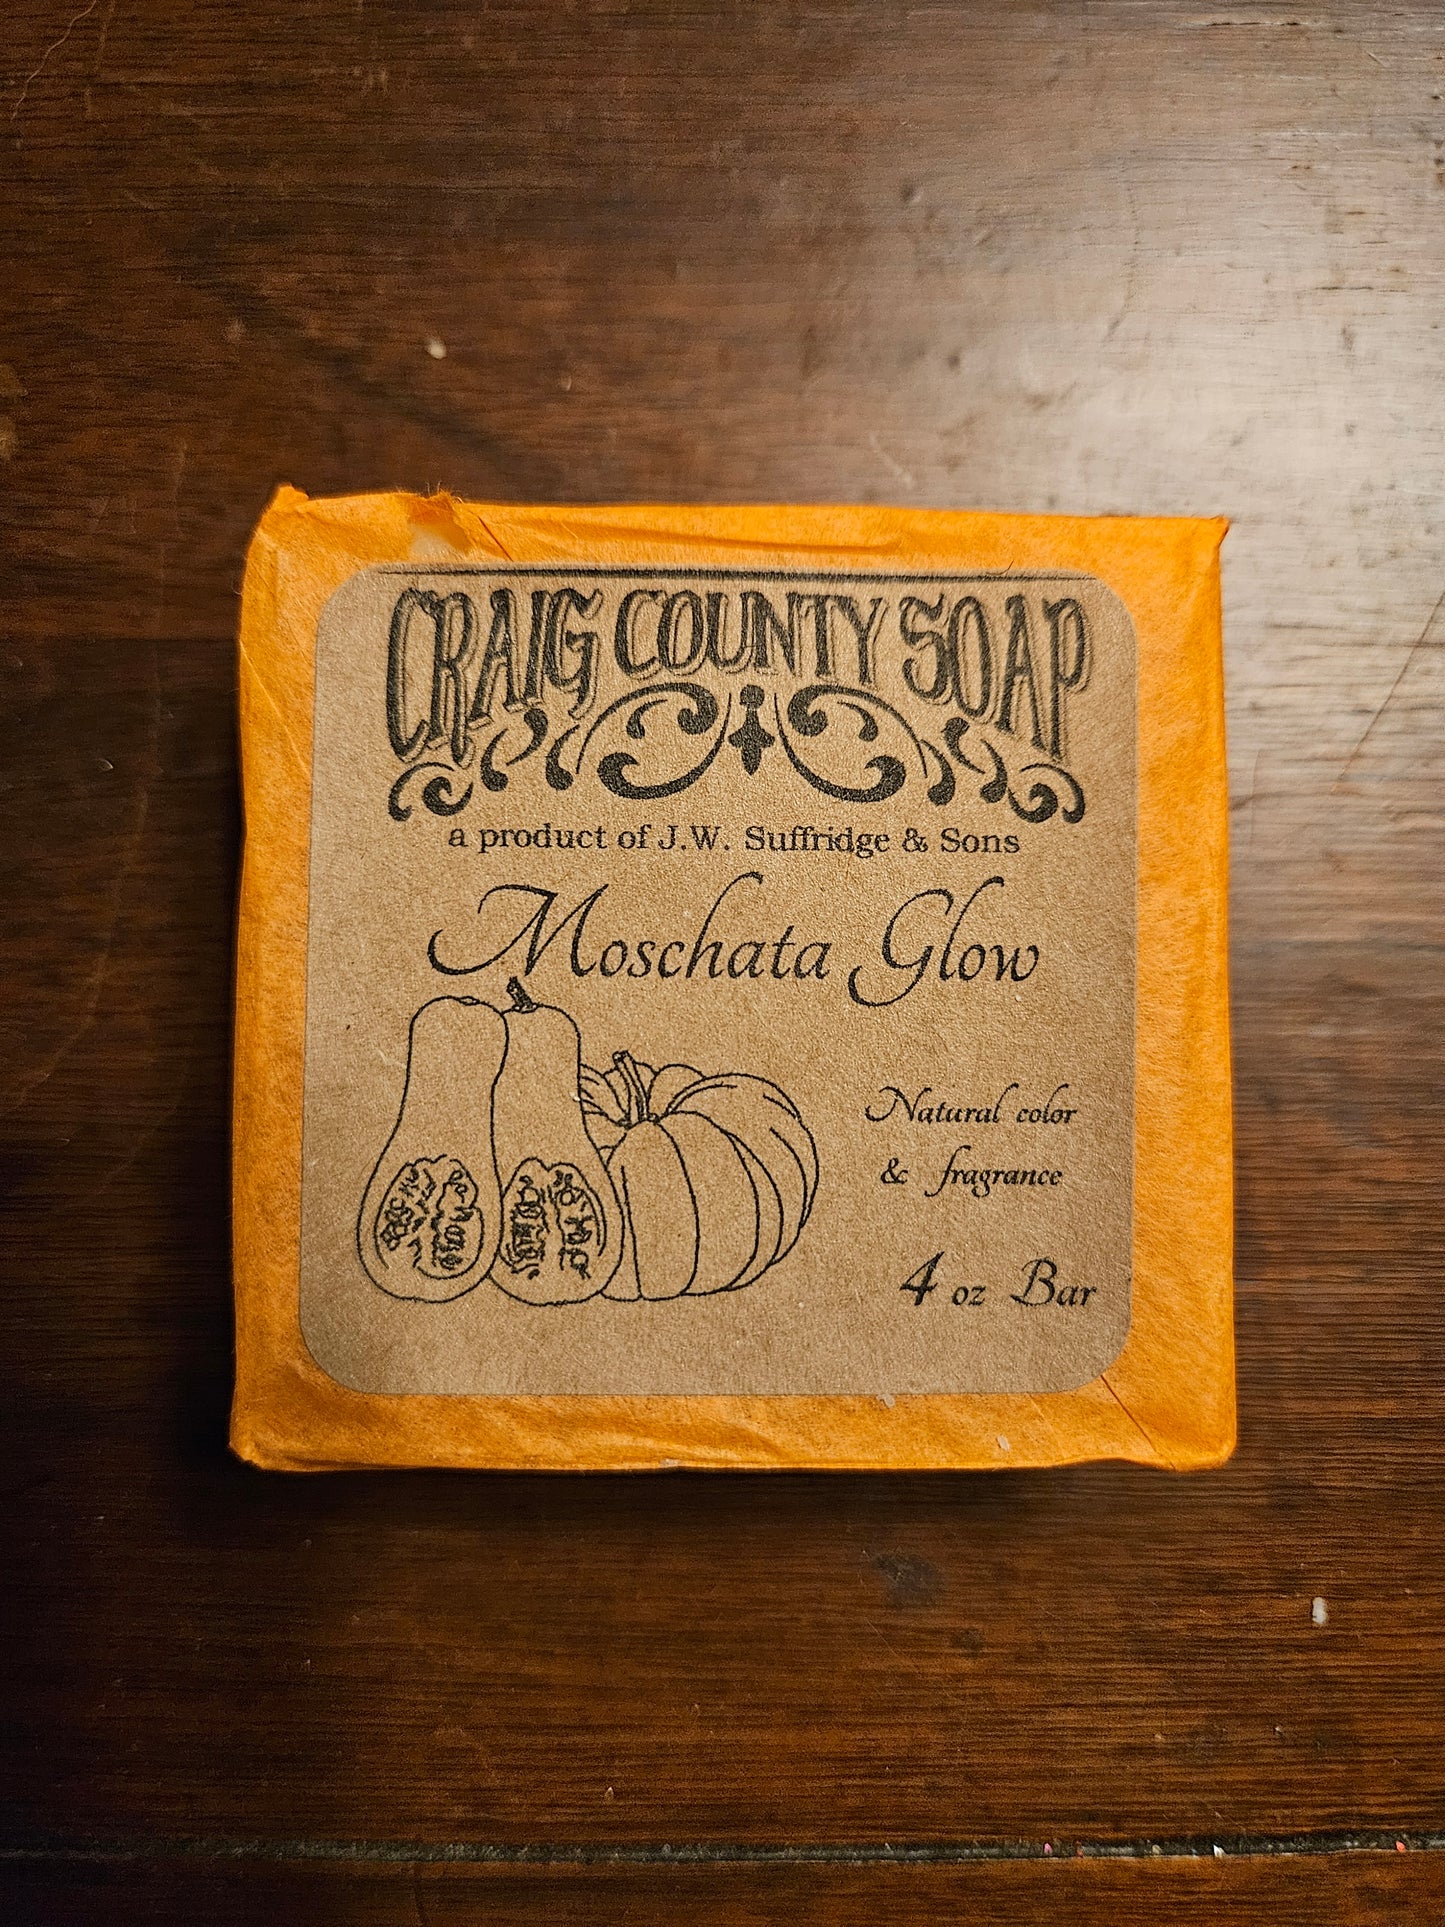 CRAIG COUNTY SOAP
a product of J.W. Suffridge & Sons
Moschata Glow
Natural color
& fragrance
4 oz Bar